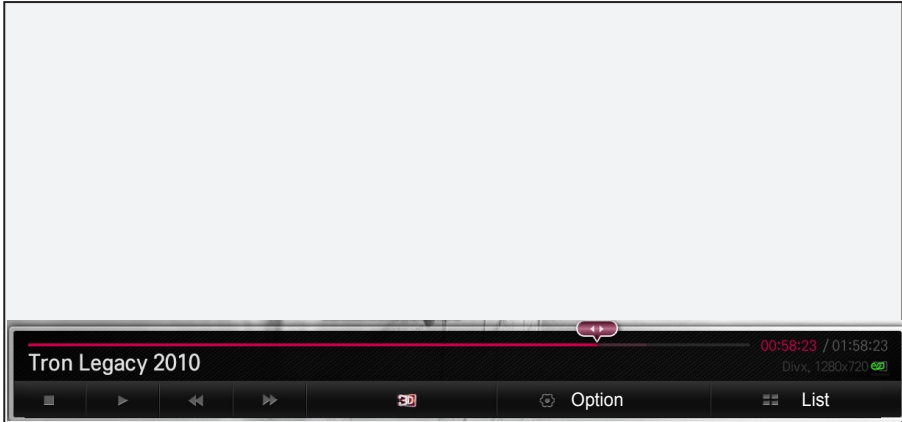 00:58:23 / 01:58:23
Tron Legacy 2010
Divx, 1280x720
3D
Option
List